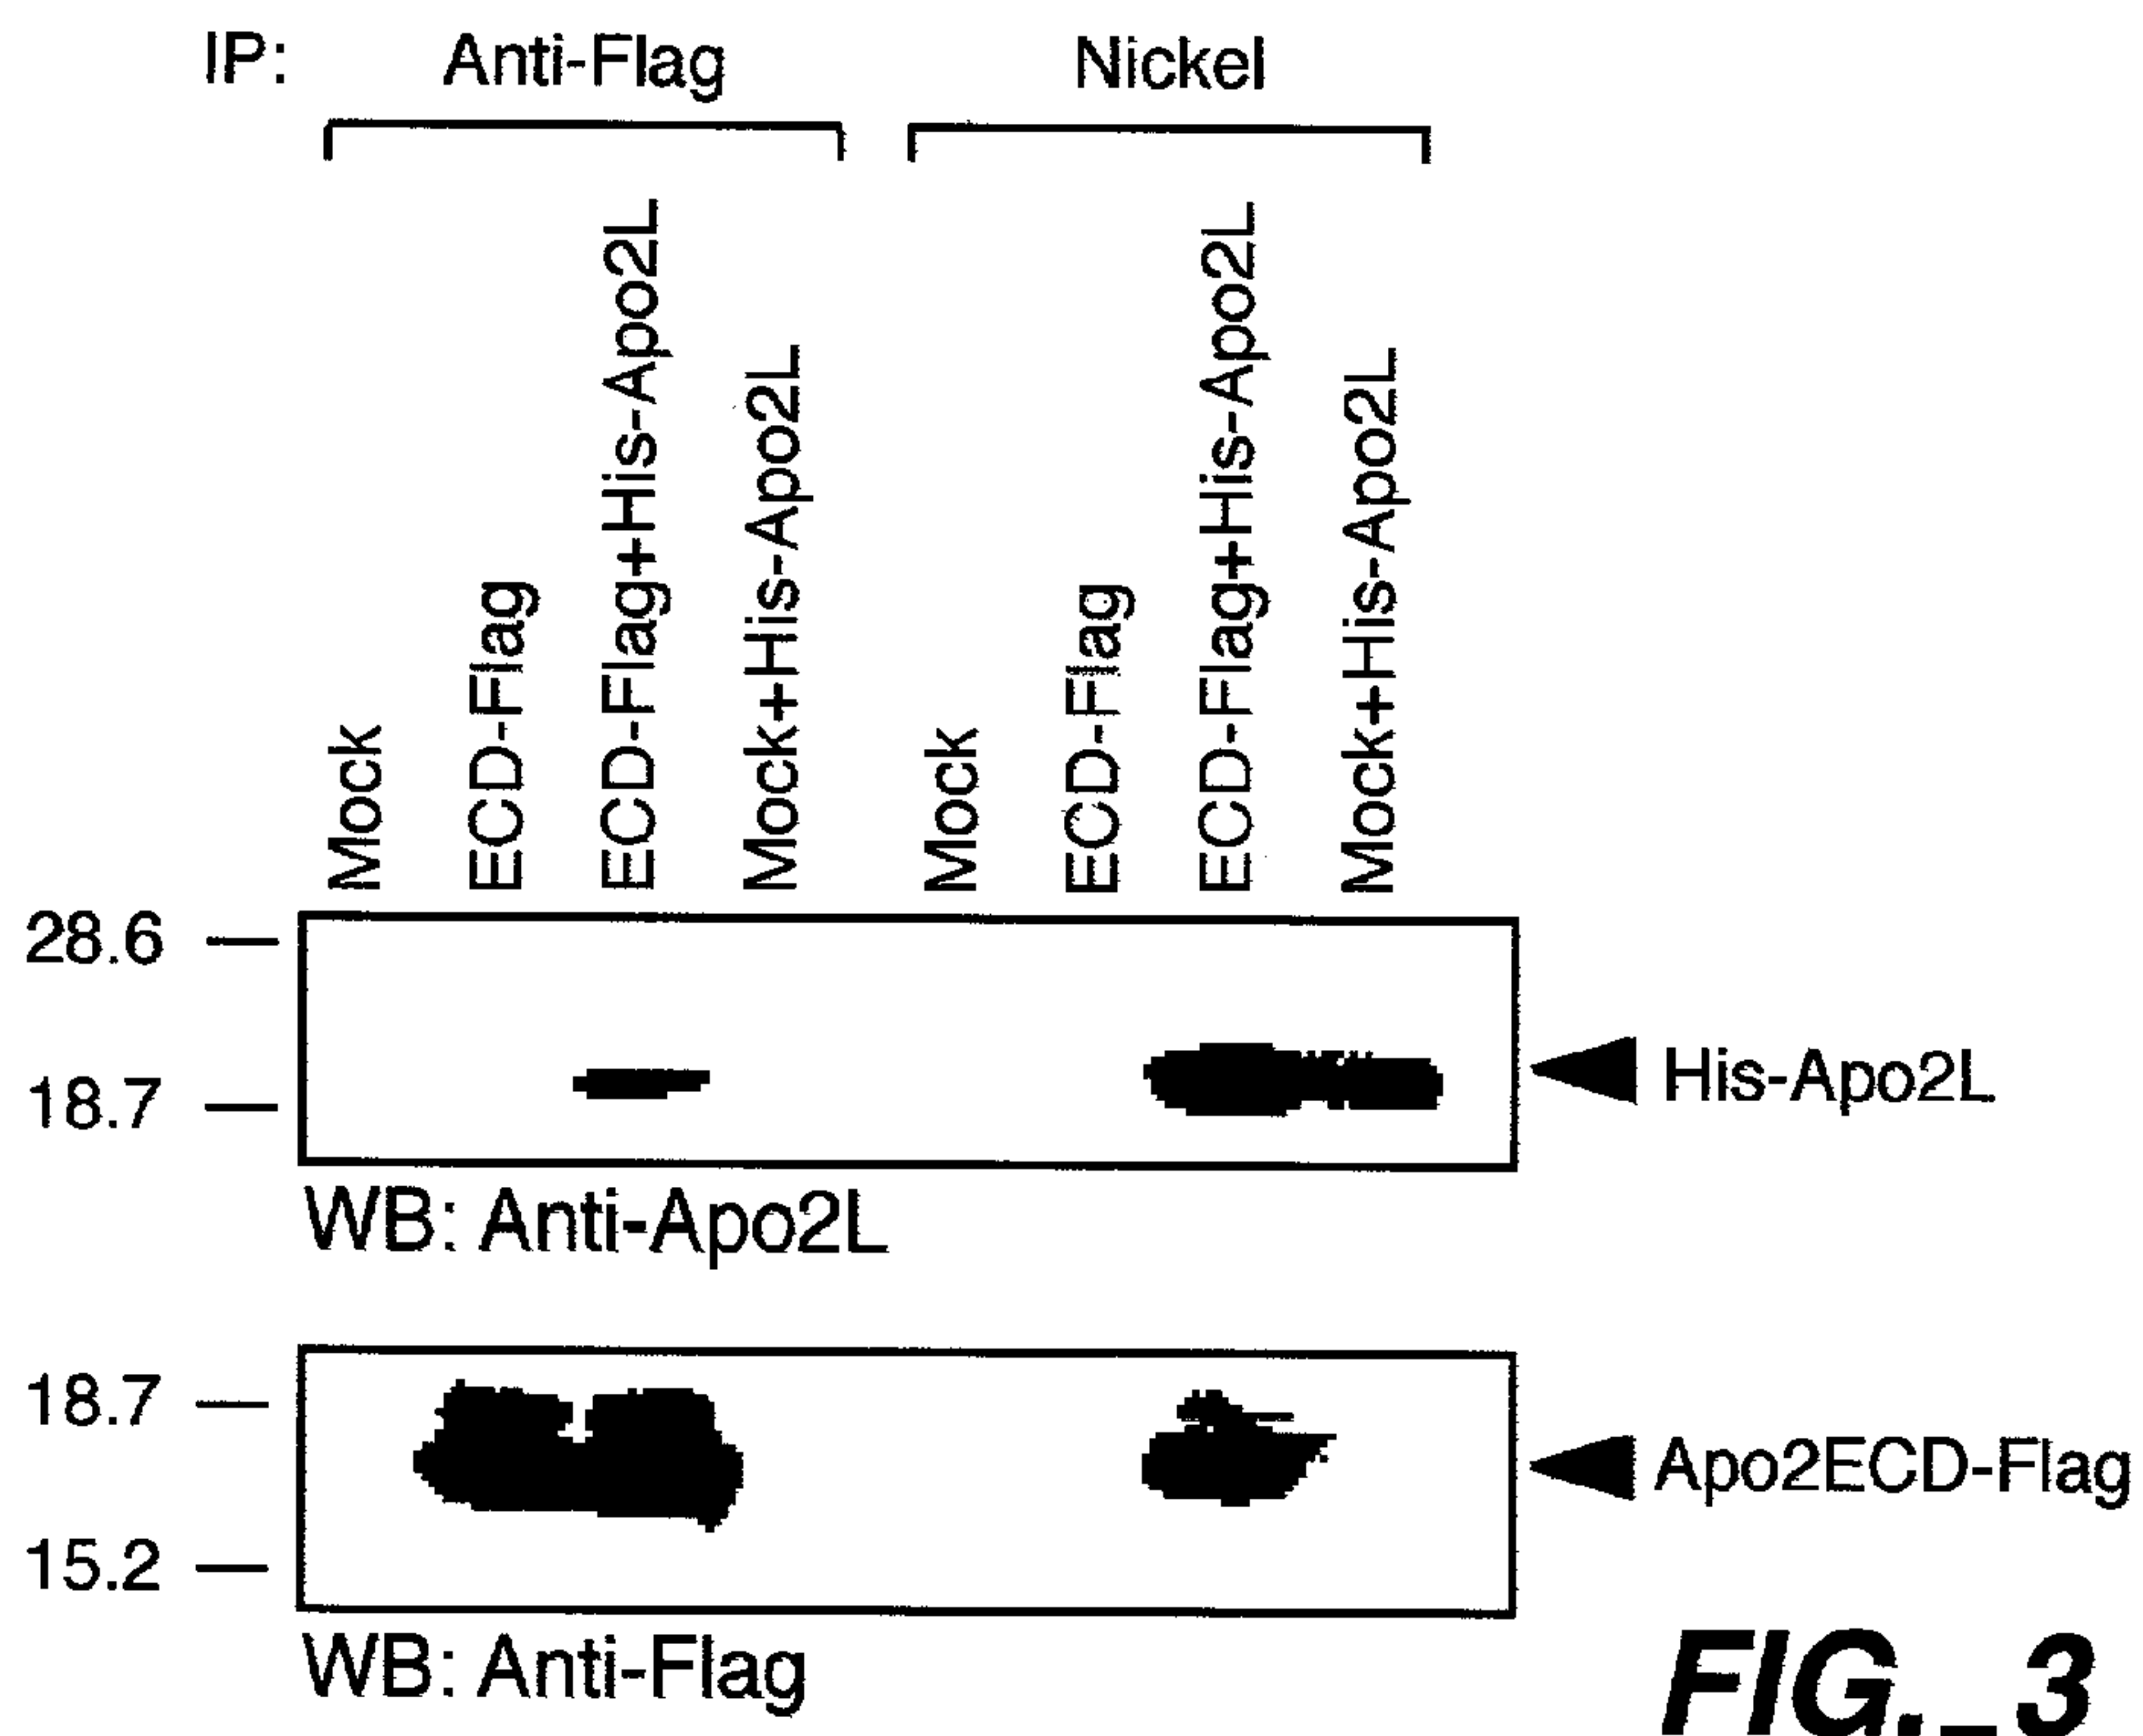 IP: Anti-Flag Nickel
Mock ECD-Flag ECD-Flag+His-Apo2L Mock+His-Apo2L Mock ECD-Flag ECD-Flag+His-Apo2L Mock+His-Apo2L
28.6
18.7
His-Apo2L
WB: Anti-Apo2L
18.7
Apo2ECD-Flag
15.2
WB: Anti-Flag
FIG._3